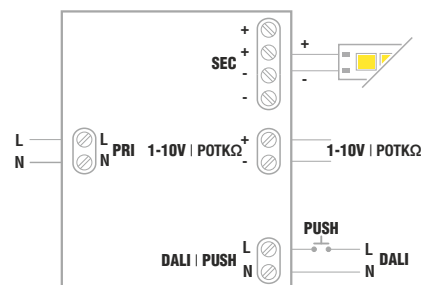 +
+ +
SEC
- -
-
L L PRI 1-10V | POTKΩ + 1-10V | POTKΩ
N N -
PUSH
DALI | PUSH L L DALI
N N